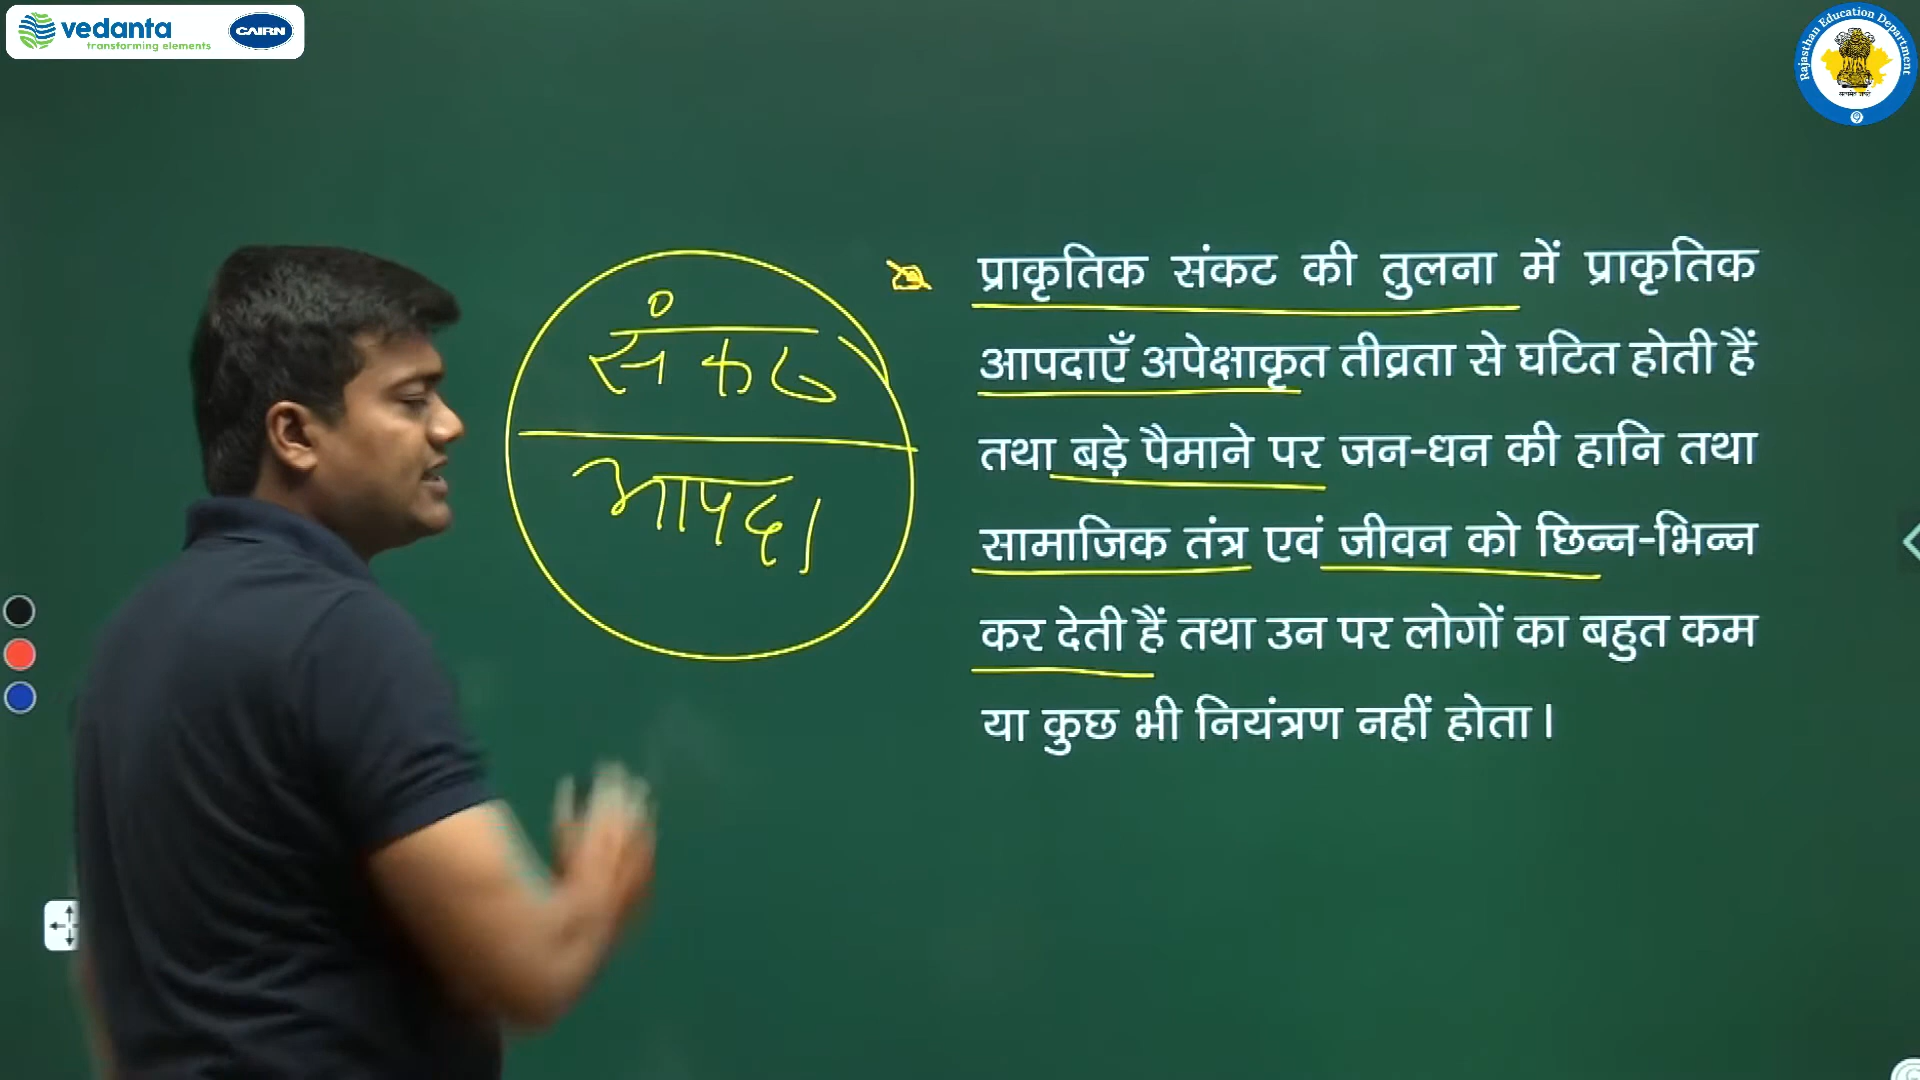 vedanta
transforming elements
CAIRN
Rajasthan Education Department
संकट
आपदा
प्राकृतिक संकट की तुलना में प्राकृतिक
आपदाएँ अपेक्षाकृत तीव्रता से घटित होती हैं
तथा बड़े पैमाने पर जन-धन की हानि तथा
सामाजिक तंत्र एवं जीवन को छिन्न-भिन्न
कर देती हैं तथा उन पर लोगों का बहुत कम
या कुछ भी नियंत्रण नहीं होता।